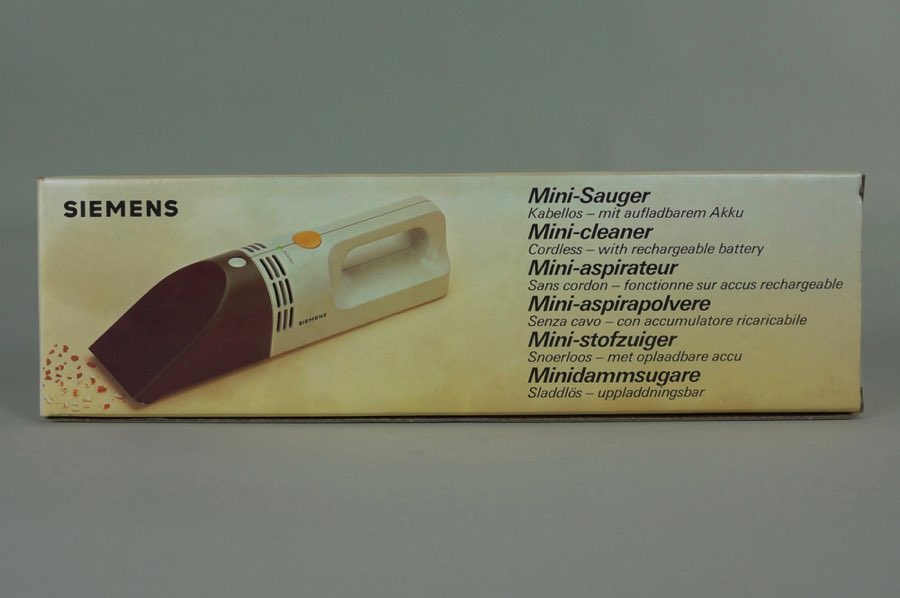 SIEMENS
SIEMENS
Mini-Sauger
Kabellos – mit aufladbarem Akku
Mini-cleaner
Cordless – with rechargeable battery
Mini-aspirateur
Sans cordon – fonctionne sur accus rechargeable
Mini-aspirapolvere
Senza cavo – con accumulatore ricaricabile
Mini-stofzuiger
Snoerloos – met oplaadbare accu
Minidammsugare
Sladdlös – uppladdningsbar